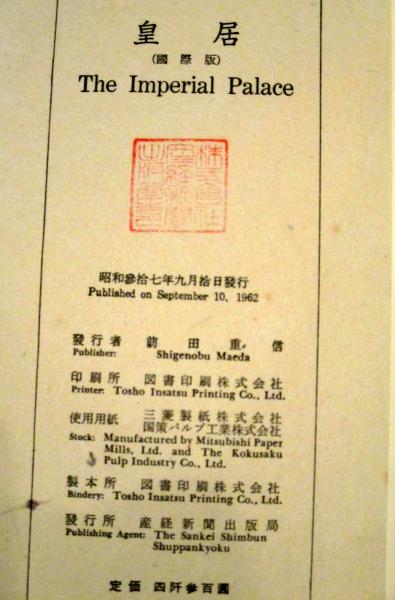 皇居
(國際版)
The Imperial Palace
昭和參拾七年九月拾日發行
Published on September 10, 1962
發行者 前田重信
Publisher: Shigenobu Maeda
印刷所 図書印刷株式会社
Printer: Tosho Insatsu Printing Co., Ltd.
使用用紙 三菱製紙株式会社
国策パルプ工業株式会社
Stock: Manufactured by Mitsubishi Paper
Mills, Ltd. and The Kokusaku
Pulp Industry Co., Ltd.
製本所 図書印刷株式会社
Bindery: Tosho Insatsu Printing Co., Ltd.
発行所 産経新聞出版局
Publishing Agent: The Sankei Shimbun
Shuppankyoku
定価 四阡参百圓